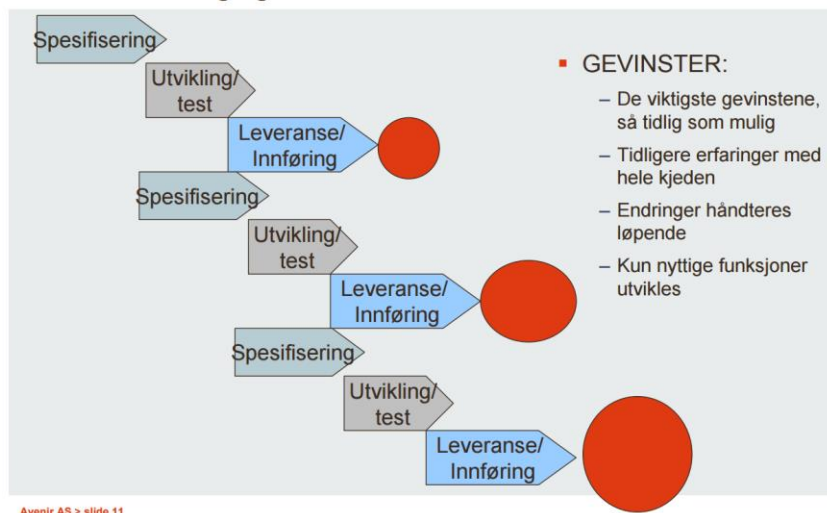 Spesifisering
Utvikling/
test
Leveranse/
Innføring
Spesifisering
Utvikling/
test
Leveranse/
Innføring
Spesifisering
Utvikling/
test
Leveranse/
Innføring
▪ GEVINSTER:
– De viktigste gevinstene,
så tidlig som mulig
– Tidligere erfaringer med
hele kjeden
– Endringer håndteres
løpende
– Kun nyttige funksjoner
utvikles
Avenir AS > slide 11